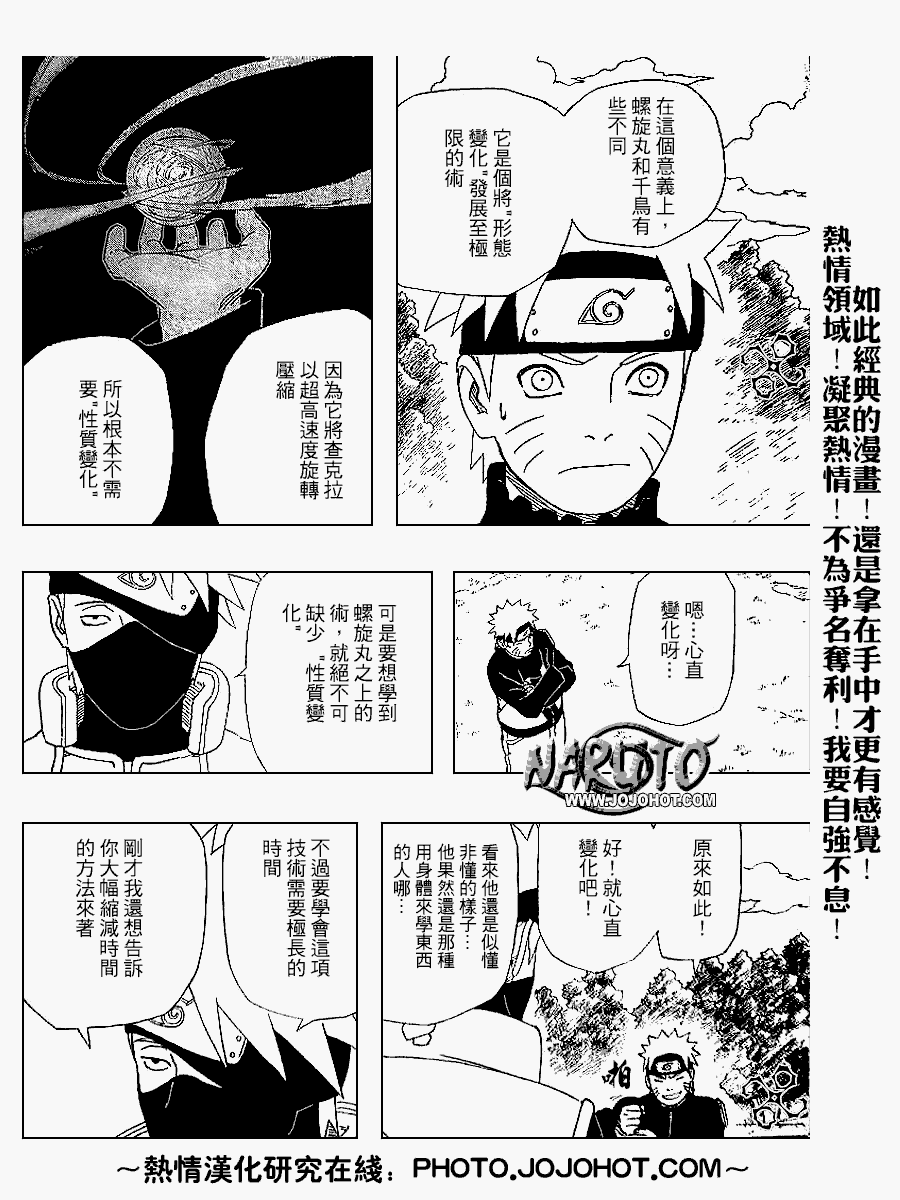 在這個意義上，
螺旋丸和千鳥有
些不同
它是個將"形態
變化"發展至極
限的術
因為它將查克拉
以超高速度旋轉
壓縮
所以根本不需
要"性質變化"
嗯…心直
變化呀…
可是要想學到
螺旋丸之上的
術，就絕不可
缺少"性質變
化"
原來如此！
好！就心直
變化吧！
看來他還是似懂
非懂的樣子…
他果然還是那種
用身體來學東西
的人哪…
啪
不過要學會這項
技術需要極長的
時間
剛才我還想告訴
你大幅縮減時間
的方法來著
如此經典的漫畫！還是拿在手中才更有感覺！
熱情領域！凝聚熱情！不為爭名奪利！我要自強不息！
NARUTO
WWW.JOJOHOT.COM
1
～熱情漢化研究在綫：PHOTO.JOJOHOT.COM～